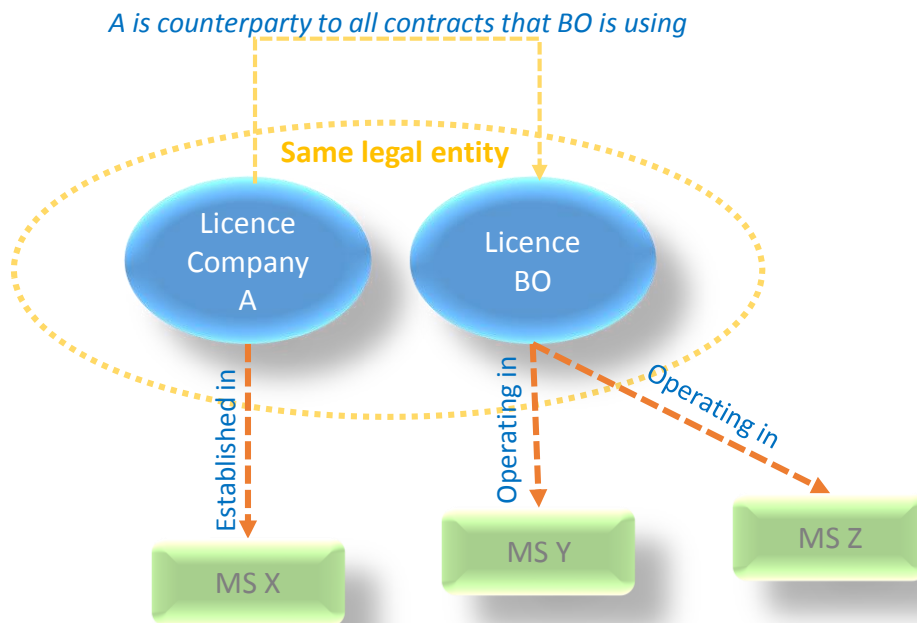 A is counterparty to all contracts that BO is using
Same legal entity
Licence
Company
A
Licence
BO
Established in
Operating in
Operating in
MS X
MS Y
MS Z